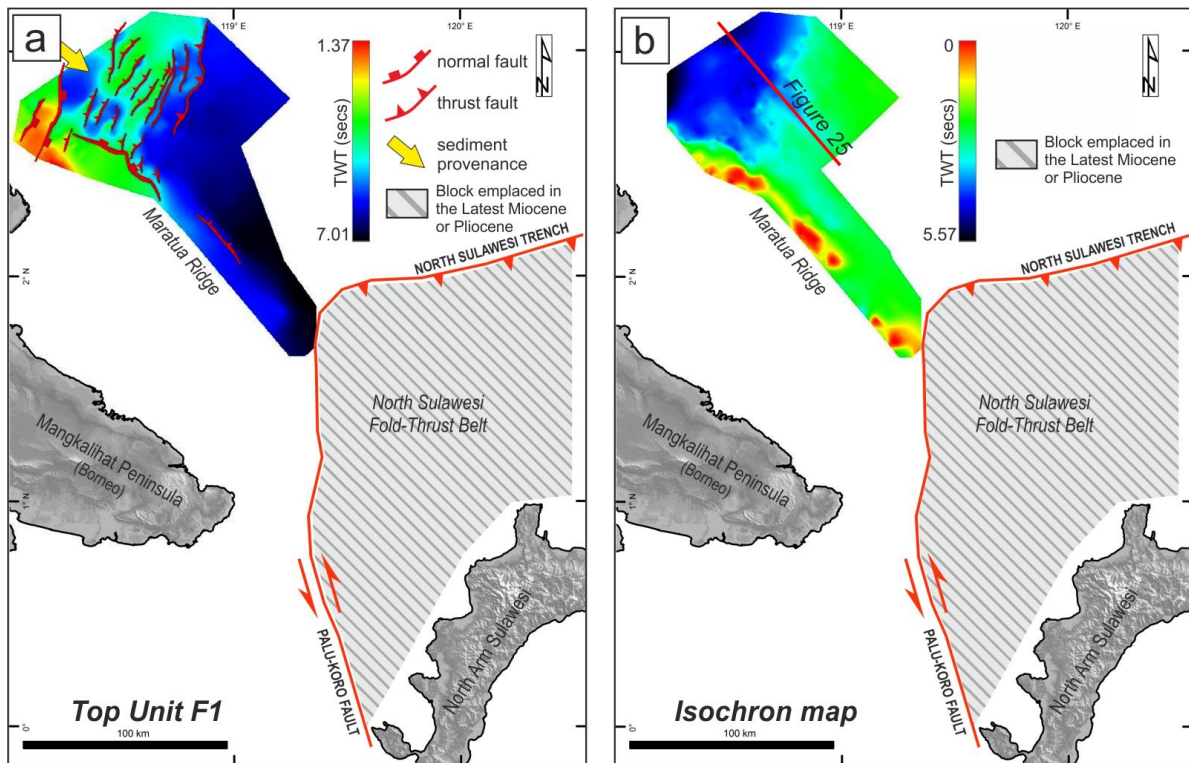 a
119° E
120° E
1.37
TWT (secs)
7.01
normal fault
thrust fault
sediment
provenance
Block emplaced in
the Latest Miocene
or Pliocene
N
Maratua Ridge
NORTH SULAWESI TRENCH
2° N
North Sulawesi
Fold-Thrust Belt
Mangkalihat Peninsula
(Borneo)
1° N
North Arm Sulawesi
PALU-KORO FAULT
0°
Top Unit F1
100 km
b
119° E
120° E
0
TWT (secs)
5.57
N
Figure 25
Block emplaced in
the Latest Miocene
or Pliocene
Maratua Ridge
NORTH SULAWESI TRENCH
2° N
North Sulawesi
Fold-Thrust Belt
Mangkalihat Peninsula
(Borneo)
1° N
North Arm Sulawesi
PALU-KORO FAULT
0°
Isochron map
100 km